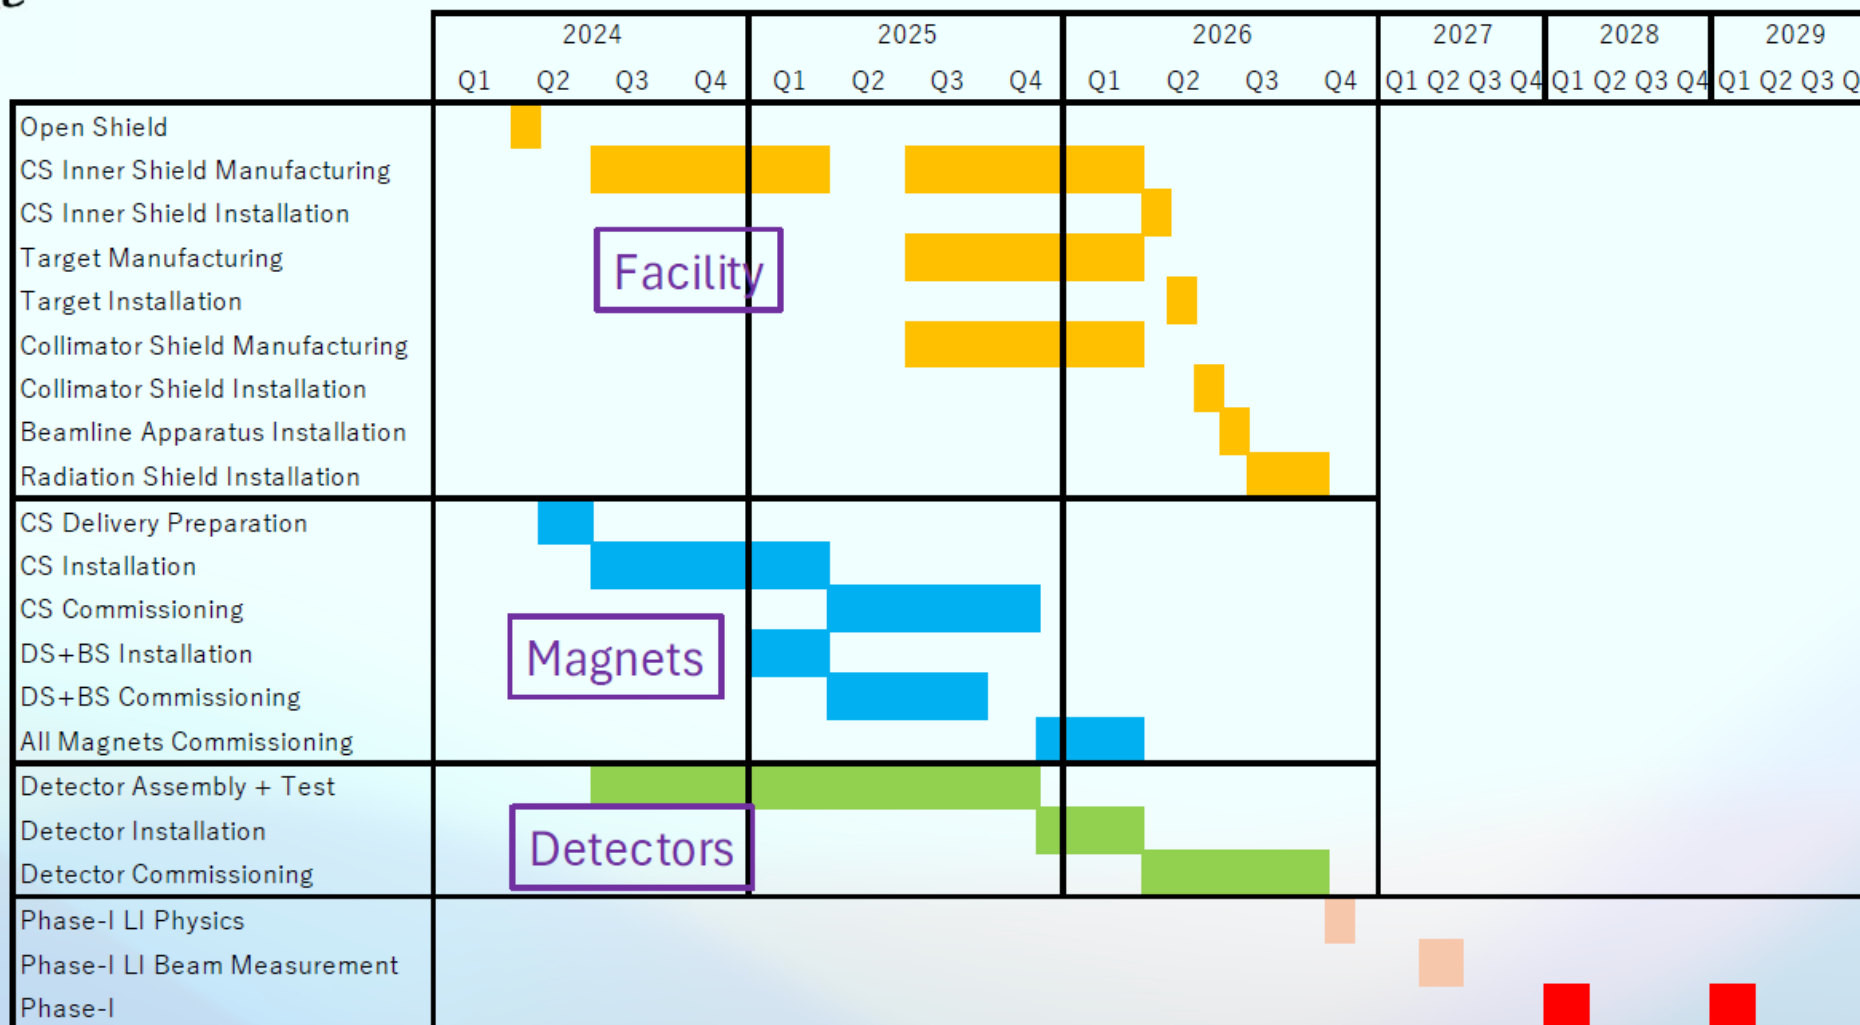 2024 2025 2026 2027 2028 2029
Q1 Q2 Q3 Q4 Q1 Q2 Q3 Q4 Q1 Q2 Q3 Q4 Q1 Q2 Q3 Q4 Q1 Q2 Q3 Q4 Q1 Q2 Q3
Open Shield
CS Inner Shield Manufacturing
CS Inner Shield Installation
Target Manufacturing
Facility
Target Installation
Collimator Shield Manufacturing
Collimator Shield Installation
Beamline Apparatus Installation
Radiation Shield Installation
CS Delivery Preparation
CS Installation
CS Commissioning
DS+BS Installation
Magnets
DS+BS Commissioning
All Magnets Commissioning
Detector Assembly + Test
Detector Installation
Detectors
Detector Commissioning
Phase-I LI Physics
Phase-I LI Beam Measurement
Phase-I